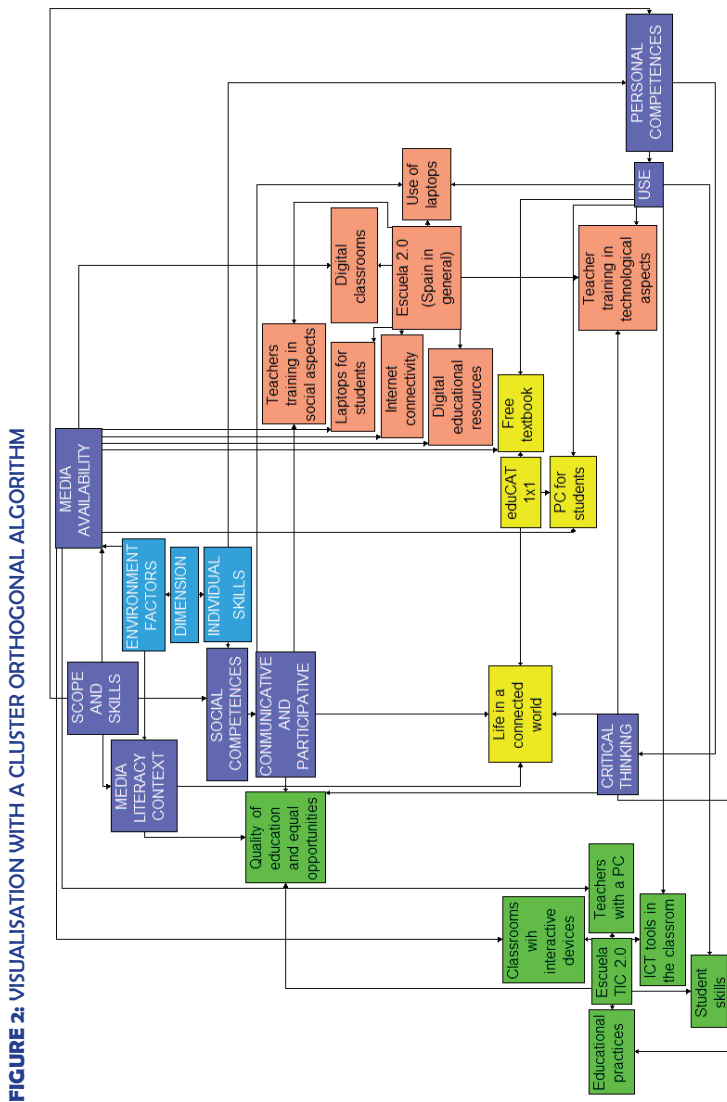 FIGURE 2: VISUALISATION WITH A CLUSTER ORTHOGONAL ALGORITHM
PERSONAL
COMPETENCES
USE
Use of
laptops
Digital
classrooms
Escuela 2.0
(Spain in
general)
Teacher
training in
technological
aspects
Teachers
training in
social aspects
Laptops for
students
Internet
connectivity
Digital
educational
resources
Free
textbook
eduCAT
1x1
PC for
students
MEDIA
AVAILABILITY
ENVIRONMENT
FACTORS
DIMENSION
INDIVIDUAL
SKILLS
SCOPE
AND
SKILLS
SOCIAL
COMPETENCES
CONMUNICATIVE
AND
PARTICIPATIVE
MEDIA
LITERACY
CONTEXT
Life in a
connected
world
CRITICAL
THINKING
Quality of
education
and equal
opportunities
Classrooms
wih
interactive
devices
Teachers
with a PC
Escuela
TIC 2.0
ICT tools in
the classrom
Educational
practices
Student
skills